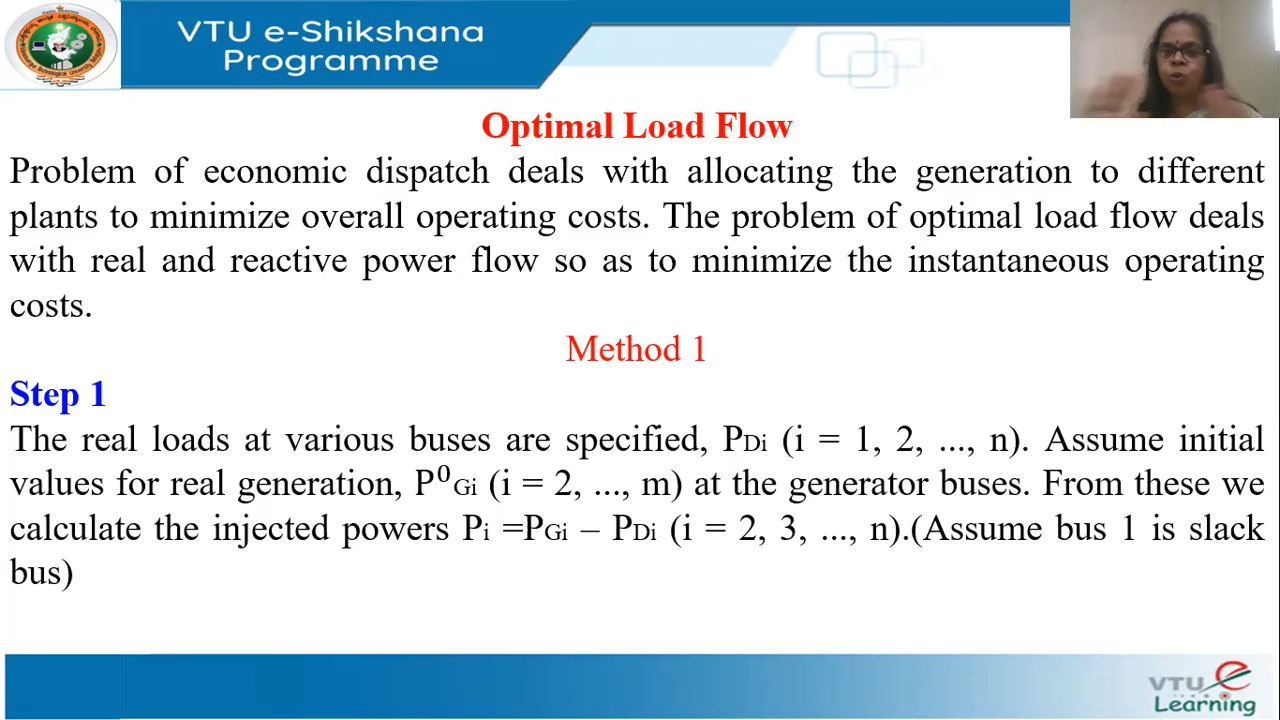 VTU e-Shikshana
Programme
Optimal Load Flow
Problem of economic dispatch deals with allocating the generation to different
plants to minimize overall operating costs. The problem of optimal load flow deals
with real and reactive power flow so as to minimize the instantaneous operating
costs.
Method 1
Step 1
The real loads at various buses are specified, PDi (i = 1, 2, ..., n). Assume initial
values for real generation, P⁰Gi (i = 2, ..., m) at the generator buses. From these we
calculate the injected powers Pi =PGi – PDi (i = 2, 3, ..., n).(Assume bus 1 is slack
bus)
VTU e
Learning